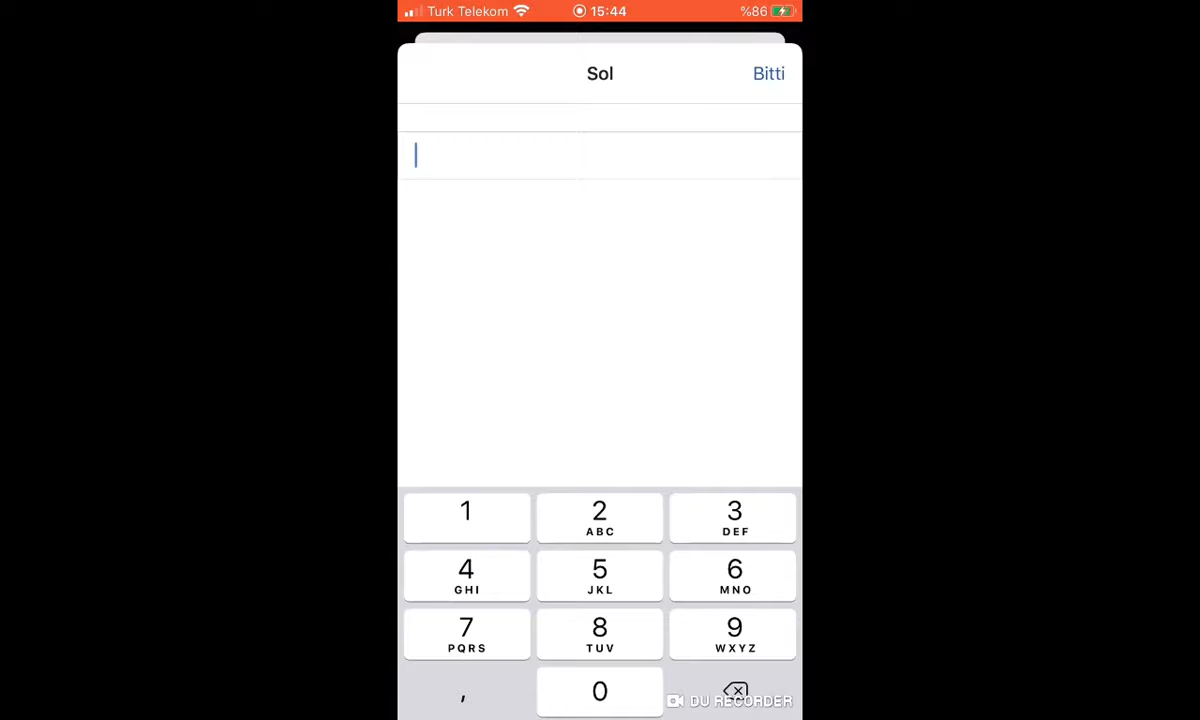 Turk Telekom 15:44 %86
Sol Bitti
1 2 3
ABC DEF
4 5 6
GHI JKL MNO
7 8 9
PQRS TUV WXYZ
, 0
DU RECORDER